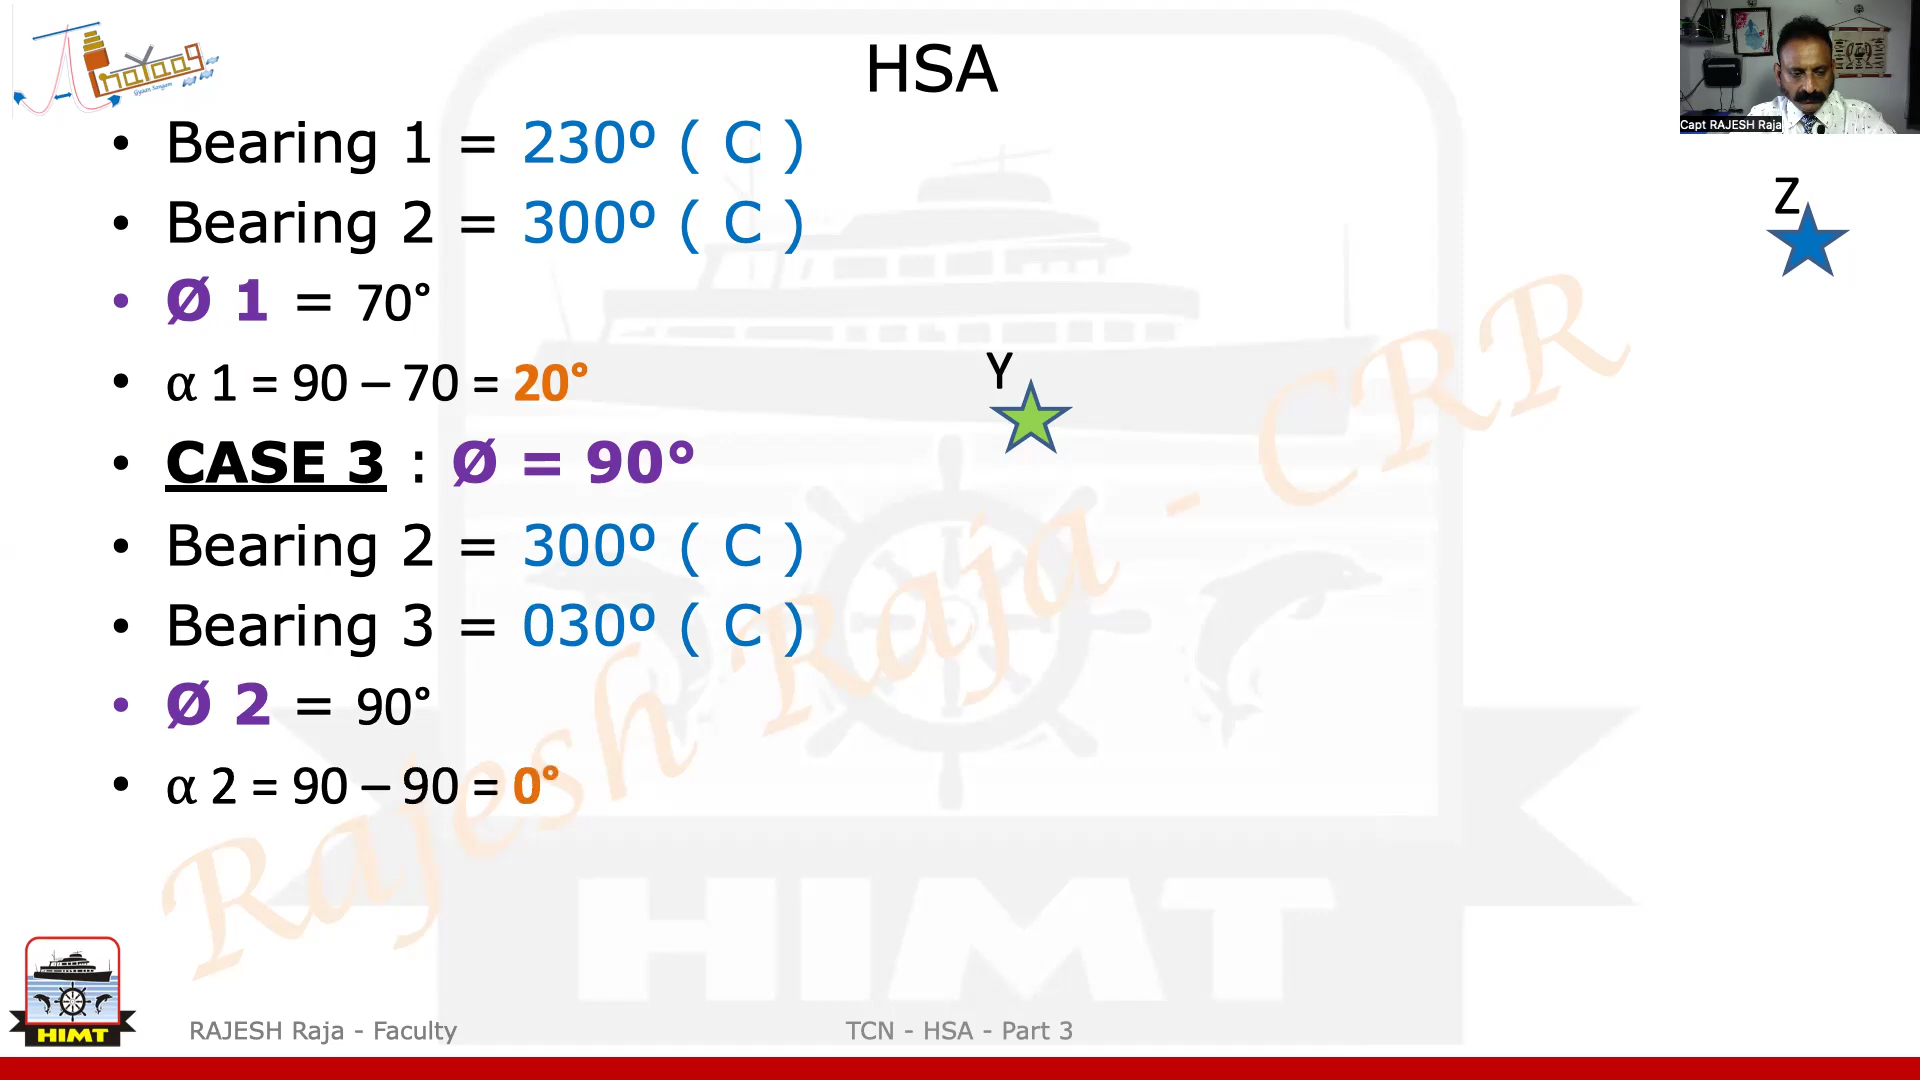 HSA
Capt RAJESH Raja
• Bearing 1 = 230º ( C )
• Bearing 2 = 300º ( C )
• Ø 1 = 70°
• α 1 = 90 – 70 = 20°
• CASE 3 : Ø = 90°
• Bearing 2 = 300º ( C )
• Bearing 3 = 030º ( C )
• Ø 2 = 90°
• α 2 = 90 – 90 = 0°
Z
Y
Rajesh Raja - CRR
HIMT
HIMT
RAJESH Raja - Faculty
TCN - HSA - Part 3